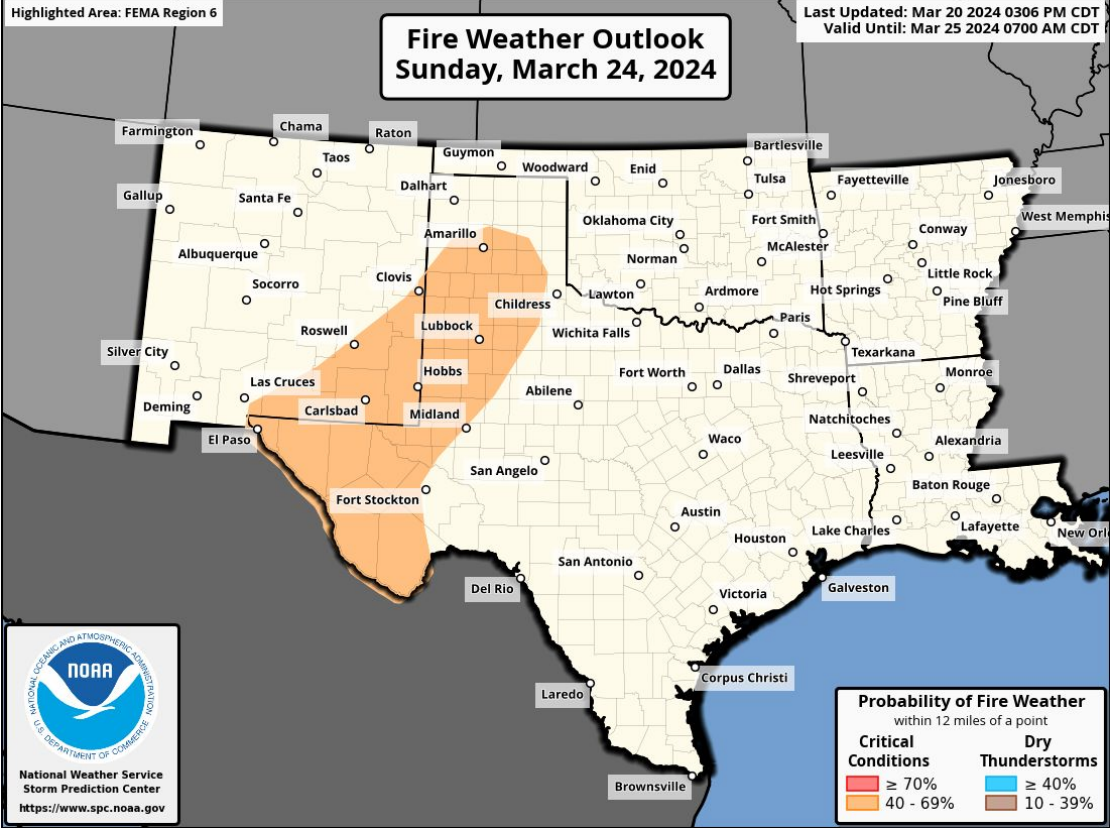 Highlighted Area: FEMA Region 6
Last Updated: Mar 20 2024 0306 PM CDT
Valid Until: Mar 25 2024 0700 AM CDT
Fire Weather Outlook
Sunday, March 24, 2024
Farmington
Chama
Raton
Taos
Guymon
Woodward
Enid
Bartlesville
Tulsa
Fayetteville
Jonesboro
Gallup
Santa Fe
Dalhart
Oklahoma City
Fort Smith
West Memphis
Albuquerque
Amarillo
Norman
McAlester
Conway
Little Rock
Socorro
Clovis
Childress
Lawton
Ardmore
Hot Springs
Pine Bluff
Roswell
Lubbock
Wichita Falls
Paris
Silver City
Texarkana
Las Cruces
Hobbs
Fort Worth
Dallas
Shreveport
Monroe
Deming
Carlsbad
Midland
Abilene
Natchitoches
El Paso
Waco
Alexandria
San Angelo
Leesville
Fort Stockton
Baton Rouge
Austin
Houston
Lake Charles
Lafayette
New Orl
San Antonio
Del Rio
Victoria
Galveston
Laredo
Corpus Christi
Brownsville
NATIONAL OCEANIC AND ATMOSPHERIC ADMINISTRATION
NOAA
U.S. DEPARTMENT OF COMMERCE
National Weather Service
Storm Prediction Center
https://www.spc.noaa.gov
Probability of Fire Weather
within 12 miles of a point
Critical
Conditions
≥ 70%
40 - 69%
Dry
Thunderstorms
≥ 40%
10 - 39%